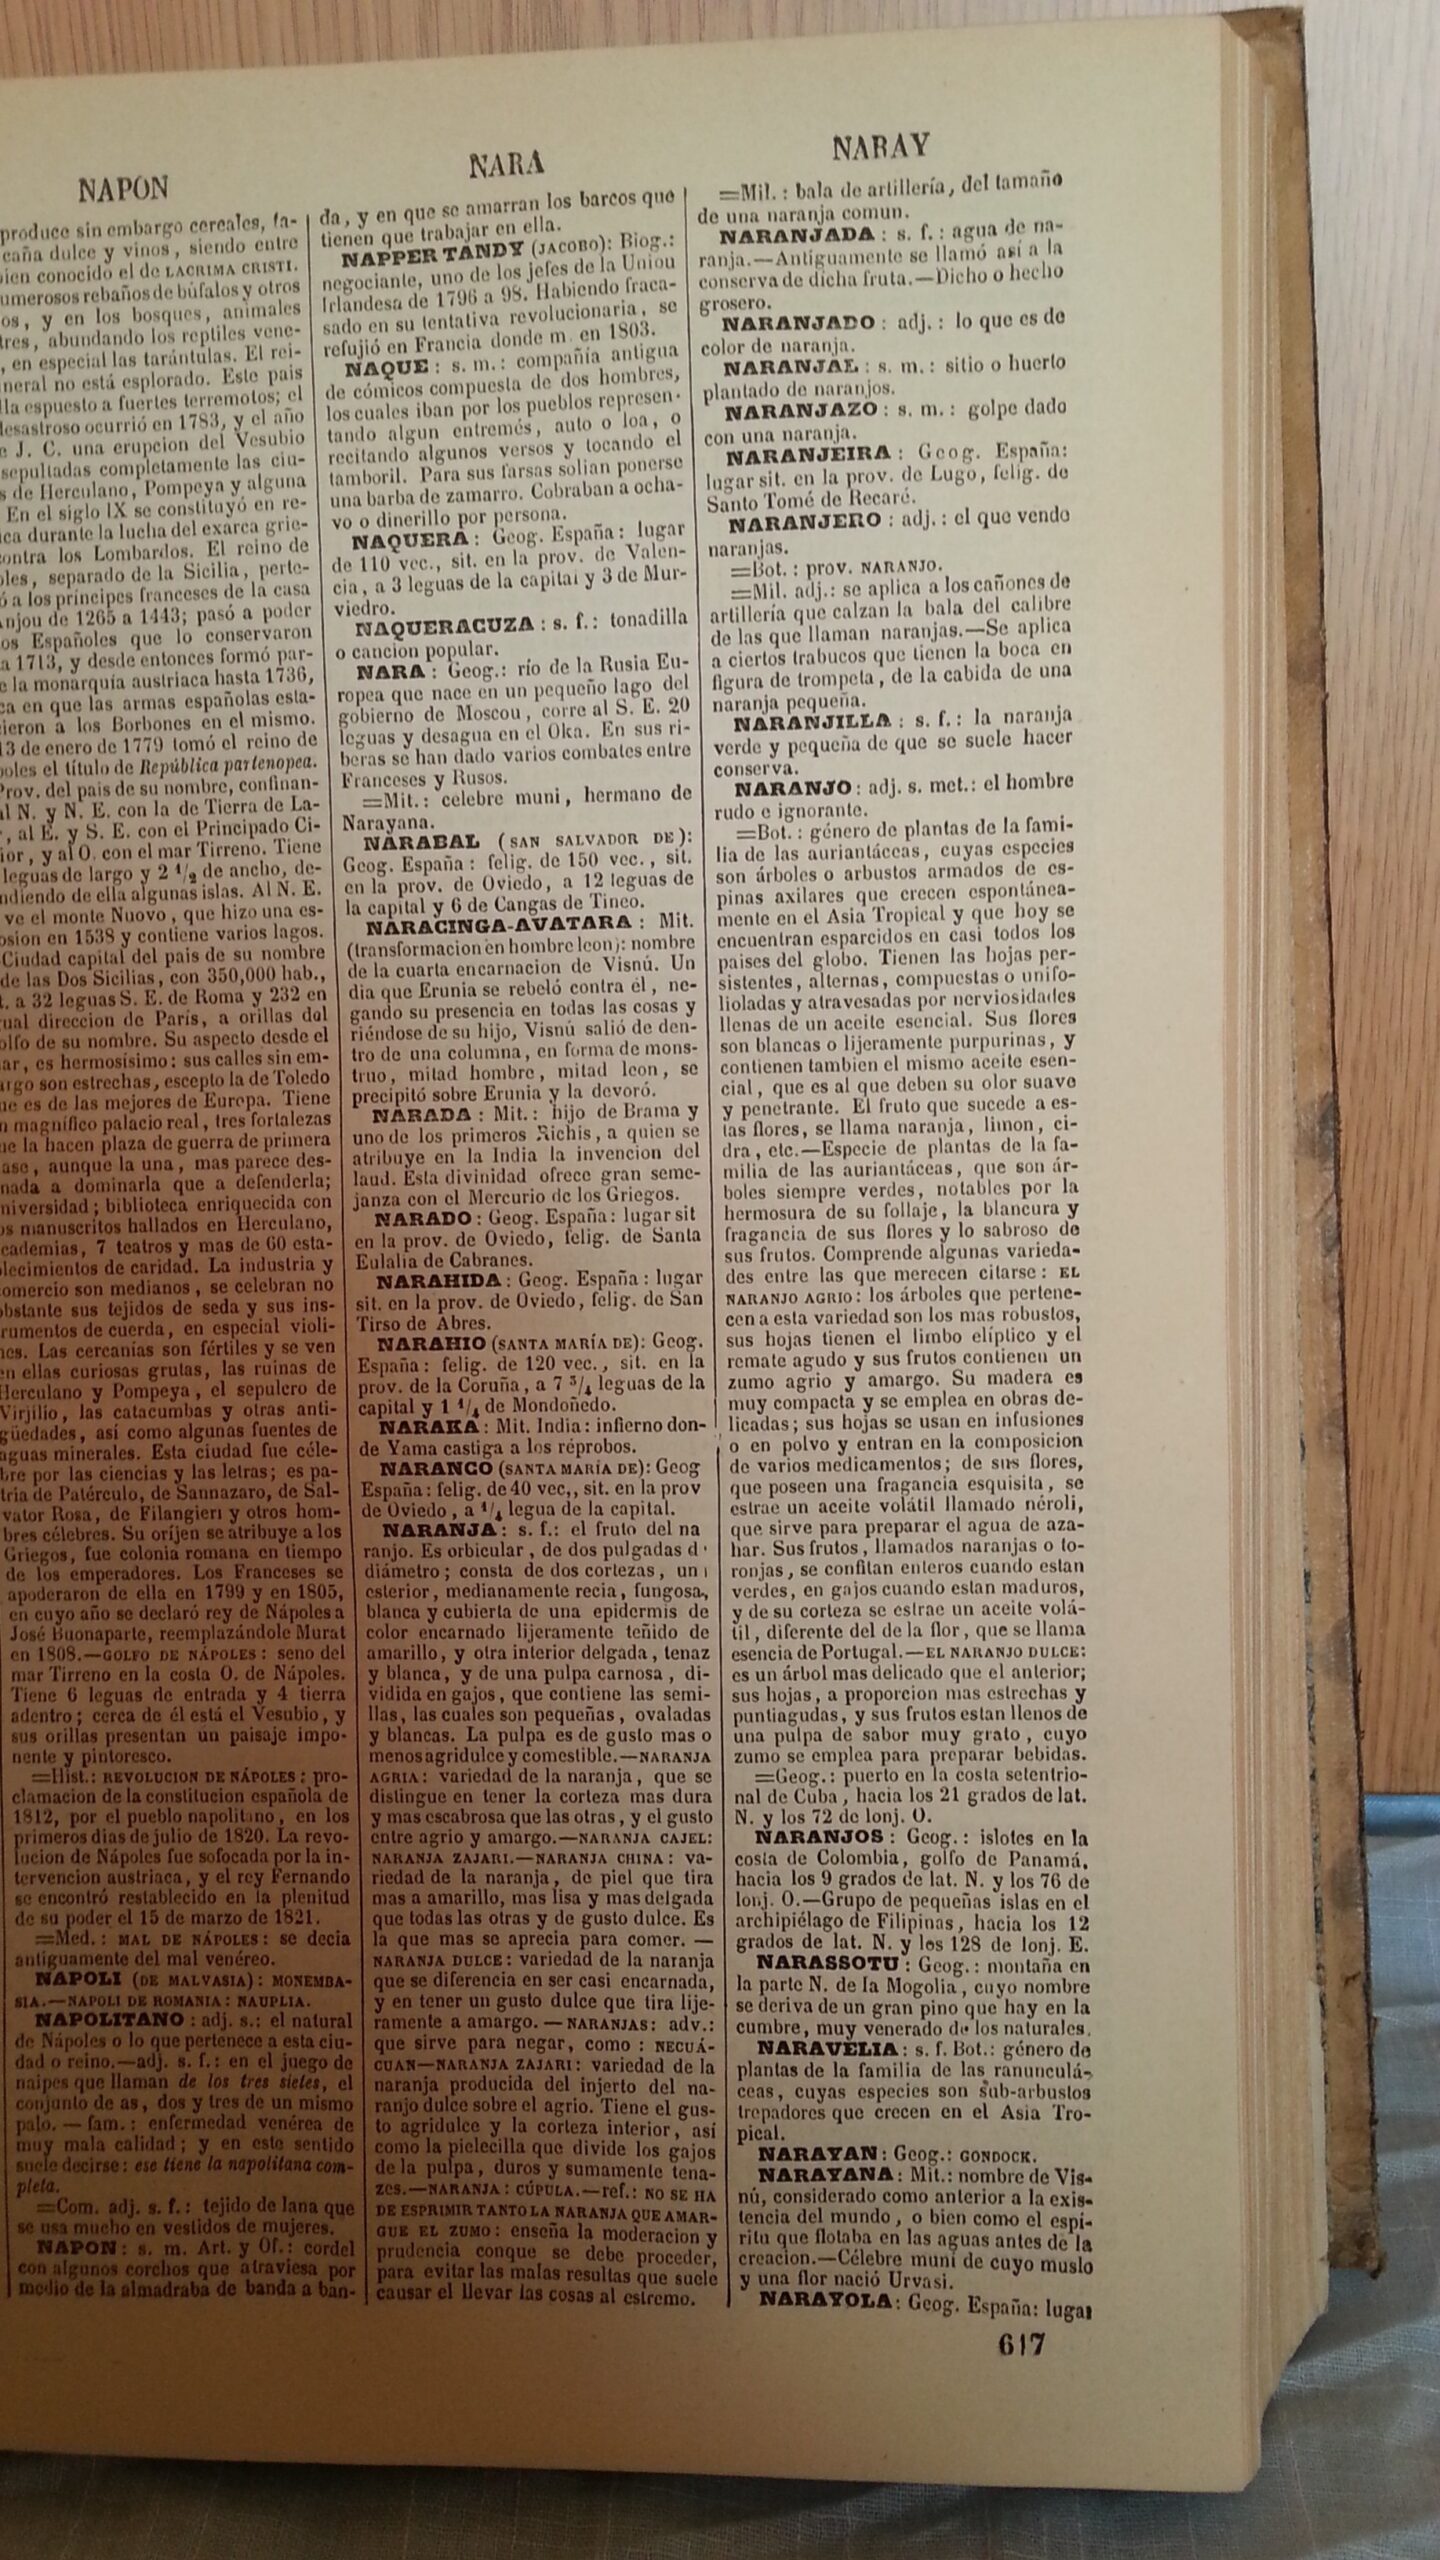 NAPON
produce sin embargo cereales, ta-
caña dulce y vinos, siendo entre
bien conocido el de LACRIMA CRISTI.
umerosos rebaños de búfalos y otros
os, y en los bosques, animales
tres, abundando los reptiles vene-
, en especial las tarántulas. El rei-
ineral no está esplorado. Este pais
lla espuesto a fuertes terremotos; el
desastroso ocurrió en 1783, y el año
e J. C. una erupcion del Vesubio
sepultadas completamente las ciu-
s de Herculano, Pompeya y alguna
En el siglo IX se constituyó en re-
ica durante la lucha del exarca grie-
contra los Lombardos. El reino de
oles, separado de la Sicilia, perte-
ó a los príncipes franceses de la casa
Anjou de 1265 a 1443; pasó a poder
os Españoles que lo conservaron
a 1713, y desde entonces formó par-
e la monarquía austriaca hasta 1736,
ca en que las armas españolas esta-
cieron a los Borbones en el mismo.
13 de enero de 1779 tomó el reino de
poles el título de República partenopea.
Prov. del pais de su nombre, confinan-
al N. y N. E. con la de Tierra de La-
, al E. y S. E. con el Principado Ci-
ior, y al O. con el mar Tirreno. Tiene
leguas de largo y 2 1/2 de ancho, de-
ndiendo de ella algunas islas. Al N. E.
ve el monte Nuovo, que hizo una es-
osion en 1538 y contiene varios lagos.
Ciudad capital del pais de su nombre
de las Dos Sicilias, con 350,000 hab.,
t. a 32 leguas S. E. de Roma y 232 en
ual direccion de París, a orillas del
olfo de su nombre. Su aspecto desde el
ar, es hermosísimo: sus calles sin em-
argo son estrechas, escepto la de Toledo
ue es de las mejores de Europa. Tiene
n magnífico palacio real, tres fortalezas
ue la hacen plaza de guerra de primera
ase, aunque la una, mas parece des-
nada a dominarla que a defenderla;
niversidad; biblioteca enriquecida con
os manuscritos hallados en Herculano,
cademias, 7 teatros y mas de 60 esta-
lecimientos de caridad. La industria y
comercio son medianos, se celebran no
obstante sus tejidos de seda y sus ins-
rumentos de cuerda, en especial violi-
nes. Las cercanías son fértiles y se ven
en ellas curiosas grutas, las ruinas de
Herculano y Pompeya, el sepulcro de
Virjilio, las catacumbas y otras anti-
güedades, así como algunas fuentes de
aguas minerales. Esta ciudad fue céle-
bre por las ciencias y las letras; es pa-
tria de Patérculo, de Sannazaro, de Sal-
vator Rosa, de Filangieri y otros hom-
bres célebres. Su oríjen se atribuye a los
Griegos, fue colonia romana en tiempo
de los emperadores. Los Franceses se
apoderaron de ella en 1799 y en 1805,
en cuyo año se declaró rey de Nápoles a
José Buonaparte, reemplazándole Murat
en 1808.—GOLFO DE NÁPOLES: seno del
mar Tirreno en la costa O. de Nápoles.
Tiene 6 leguas de entrada y 4 tierra
adentro; cerca de él está el Vesubio, y
sus orillas presentan un paisaje impo-
nente y pintoresco.
=Hist.: REVOLUCION DE NÁPOLES: pro-
clamacion de la constitucion española de
1812, por el pueblo napolitano, en los
primeros dias de julio de 1820. La revo-
lucion de Nápoles fue sofocada por la in-
tervencion austriaca, y el rey Fernando
se encontró restablecido en la plenitud
de su poder el 15 de marzo de 1821.
=Med.: MAL DE NÁPOLES: se decia
antiguamente del mal venéreo.
NAPOLI (DE MALVASIA): MONEMBA-
SIA.—NAPOLI DE ROMANIA: NAUPLIA.
NAPOLITANO: adj. s.: el natural
de Nápoles o lo que pertenece a esta ciu-
dad o reino.—adj. s. f.: en el juego de
naipes que llaman de los tres sietes, el
conjunto de as, dos y tres de un mismo
palo. — fam.: enfermedad venérea de
muy mala calidad; y en este sentido
suele decirse: ese tiene la napolitana com-
pleta.
=Com. adj. s. f.: tejido de lana que
se usa mucho en vestidos de mujeres.
NAPON: s. m. Art. y Of.: cordel
con algunos corchos que atraviesa por
medio de la almadraba de banda a ban-
NARA
da, y en que se amarran los barcos que
tienen que trabajar en ella.
NAPPER TANDY (JACOBO): Biog.:
negociante, uno de los jefes de la Union
Irlandesa de 1796 a 98. Habiendo fraca-
sado en su tentativa revolucionaria, se
refujió en Francia donde m. en 1803.
NAQUE: s. m.: compañía antigua
de cómicos compuesta de dos hombres,
los cuales iban por los pueblos represen-
tando algun entremés, auto o loa, o
recitando algunos versos y tocando el
tamboril. Para sus farsas solian ponerse
una barba de zamarro. Cobraban a ocha-
vo o dinerillo por persona.
NAQUERA: Geog. España: lugar
de 110 vec., sit. en la prov. de Valen-
cia, a 3 leguas de la capital y 3 de Mur-
viedro.
NAQUERACUZA: s. f.: tonadilla
o cancion popular.
NARA: Geog.: río de la Rusia Eu-
ropea que nace en un pequeño lago del
gobierno de Moscou, corre al S. E. 20
leguas y desagua en el Oka. En sus ri-
beras se han dado varios combates entre
Franceses y Rusos.
=Mit.: celebre muni, hermano de
Narayana.
NARABAL (SAN SALVADOR DE):
Geog. España: felig. de 150 vec., sit.
en la prov. de Oviedo, a 12 leguas de
la capital y 6 de Cangas de Tineo.
NARACINGA-AVATARA: Mit.
(transformacion en hombre leon): nombre
de la cuarta encarnacion de Visnú. Un
dia que Erunia se rebeló contra él, ne-
gando su presencia en todas las cosas y
riéndose de su hijo, Visnú salió de den-
tro de una columna, en forma de mons-
truo, mitad hombre, mitad leon, se
precipitó sobre Erunia y la devoró.
NARADA: Mit.: hijo de Brama y
uno de los primeros Richis, a quien se
atribuye en la India la invencion del
laud. Esta divinidad ofrece gran seme-
janza con el Mercurio de los Griegos.
NARADO: Geog. España: lugar sit
en la prov. de Oviedo, felig. de Santa
Eulalia de Cabranes.
NARAHIDA: Geog. España: lugar
sit. en la prov. de Oviedo, felig. de San
Tirso de Abres.
NARAHIO (SANTA MARÍA DE): Geog.
España: felig. de 120 vec., sit. en la
prov. de la Coruña, a 7 3/4 leguas de la
capital y 1 1/4 de Mondoñedo.
NARAKA: Mit. India: infierno don-
de Yama castiga a los réprobos.
NARANCO (SANTA MARÍA DE): Geog
España: felig. de 40 vec,, sit. en la prov
de Oviedo, a 1/4 legua de la capital.
NARANJA: s. f.: el fruto del na
ranjo. Es orbicular, de dos pulgadas d
diámetro; consta de dos cortezas, un
esterior, medianamente recia, fungosa,
blanca y cubierta de una epidermis de
color encarnado lijeramente teñido de
amarillo, y otra interior delgada, tenaz
y blanca, y de una pulpa carnosa, di-
vidida en gajos, que contiene las semi-
llas, las cuales son pequeñas, ovaladas
y blancas. La pulpa es de gusto mas o
menos agridulce y comestible.—NARANJA
AGRIA: variedad de la naranja, que se
distingue en tener la corteza mas dura
y mas escabrosa que las otras, y el gusto
entre agrio y amargo.—NARANJA CAJEL:
NARANJA ZAJARI.—NARANJA CHINA: va-
riedad de la naranja, de piel que tira
mas a amarillo, mas lisa y mas delgada
que todas las otras y de gusto dulce. Es
la que mas se aprecia para comer. —
NARANJA DULCE: variedad de la naranja
que se diferencia en ser casi encarnada,
y en tener un gusto dulce que tira lije-
ramente a amargo. — NARANJAS: adv.:
que sirve para negar, como: NECUÁ-
CUAN—NARANJA ZAJARI: variedad de la
naranja producida del injerto del na-
ranjo dulce sobre el agrio. Tiene el gus-
to agridulce y la corteza interior, así
como la pielecilla que divide los gajos
de la pulpa, duros y sumamente tena-
zes.—NARANJA: CÚPULA.—ref.: NO SE HA
DE ESPRIMIR TANTO LA NARANJA QUE AMAR-
GUE EL ZUMO: enseña la moderacion y
prudencia conque se debe proceder,
para evitar las malas resultas que suele
causar el llevar las cosas al estremo.
NARAY
=Mil.: bala de artillería, del tamaño
de una naranja comun.
NARANJADA: s. f.: agua de na-
ranja.—Antiguamente se llamó así a la
conserva de dicha fruta.—Dicho o hecho
grosero.
NARANJADO: adj.: lo que es de
color de naranja.
NARANJAL: s. m.: sitio o huerto
plantado de naranjos.
NARANJAZO: s. m.: golpe dado
con una naranja.
NARANJEIRA: Geog. España:
lugar sit. en la prov. de Lugo, felig. de
Santo Tomé de Recaré.
NARANJERO: adj.: el que vende
naranjas.
=Bot.: prov. NARANJO.
=Mil. adj.: se aplica a los cañones de
artillería que calzan la bala del calibre
de las que llaman naranjas.—Se aplica
a ciertos trabucos que tienen la boca en
figura de trompeta, de la cabida de una
naranja pequeña.
NARANJILLA: s. f.: la naranja
verde y pequeña de que se suele hacer
conserva.
NARANJO: adj. s. met.: el hombre
rudo e ignorante.
=Bot.: género de plantas de la fami-
lia de las auriantáceas, cuyas especies
son árboles o arbustos armados de es-
pinas axilares que crecen espontánea-
mente en el Asia Tropical y que hoy se
encuentran esparcidos en casi todos los
paises del globo. Tienen las hojas per-
sistentes, alternas, compuestas o unifo-
lioladas y atravesadas por nerviosidades
llenas de un aceite esencial. Sus flores
son blancas o lijeramente purpurinas, y
contienen tambien el mismo aceite esen-
cial, que es al que deben su olor suave
y penetrante. El fruto que sucede a es-
tas flores, se llama naranja, limon, ci-
dra, etc.—Especie de plantas de la fa-
milia de las auriantáceas, que son ár-
boles siempre verdes, notables por la
hermosura de su follaje, la blancura y
fragancia de sus flores y lo sabroso de
sus frutos. Comprende algunas varieda-
des entre las que merecen citarse: EL
NARANJO AGRIO: los árboles que pertene-
cen a esta variedad son los mas robustos,
sus hojas tienen el limbo elíptico y el
remate agudo y sus frutos contienen un
zumo agrio y amargo. Su madera es
muy compacta y se emplea en obras de-
licadas; sus hojas se usan en infusiones
o en polvo y entran en la composicion
de varios medicamentos; de sus flores,
que poseen una fragancia esquisita, se
estrae un aceite volátil llamado néroli,
que sirve para preparar el agua de aza-
har. Sus frutos, llamados naranjas o to-
ronjas, se confitan enteros cuando estan
verdes, en gajos cuando estan maduros,
y de su corteza se estrae un aceite volá-
til, diferente del de la flor, que se llama
esencia de Portugal.—EL NARANJO DULCE:
es un árbol mas delicado que el anterior;
sus hojas, a proporcion mas estrechas y
puntiagudas, y sus frutos estan llenos de
una pulpa de sabor muy grato, cuyo
zumo se emplea para preparar bebidas.
=Geog.: puerto en la costa setentrio-
nal de Cuba, hacia los 21 grados de lat.
N. y los 72 de lonj. O.
NARANJOS: Geog.: islotes en la
costa de Colombia, golfo de Panamá,
hacia los 9 grados de lat. N. y los 76 de
lonj. O.—Grupo de pequeñas islas en el
archipiélago de Filipinas, hacia los 12
grados de lat. N. y los 128 de lonj. E.
NARASSOTU: Geog.: montaña en
la parte N. de la Mogolia, cuyo nombre
se deriva de un gran pino que hay en la
cumbre, muy venerado de los naturales.
NARAVELIA: s. f. Bot.: género de
plantas de la familia de las ranunculá-
ceas, cuyas especies son sub-arbustos
trepadores que crecen en el Asia Tro-
pical.
NARAYAN: Geog.: GONDOCK.
NARAYANA: Mit.: nombre de Vis-
nú, considerado como anterior a la exis-
tencia del mundo, o bien como el espí-
ritu que flotaba en las aguas antes de la
creacion.—Célebre muni de cuyo muslo
y una flor nació Urvasi.
NARAYOLA: Geog. España: lugar
617